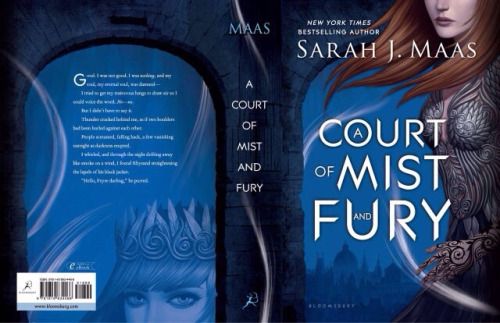 Good. I was not good. I was nothing, and my
soul, my eternal soul, was damned—
I tried to get my traitorous lungs to draw air so I
could voice the word. No—no.
But I didn't have to say it.
Thunder cracked behind me, as if two boulders
had been hurled against each other.
People screamed, falling back, a few vanishing
outright as darkness erupted.
I whirled, and through the night drifting away
like smoke on a wind, I found Rhysand straightening
the lapels of his black jacket.
"Hello, Feyre darling," he purred.
www.bloomsbury.com
MAAS
A
COURT
OF
MIST
AND
FURY
NEW YORK TIMES
BESTSELLING AUTHOR
SARAH J. MAAS
A
COURT
OF MIST
AND
FURY
BLOOMSBURY